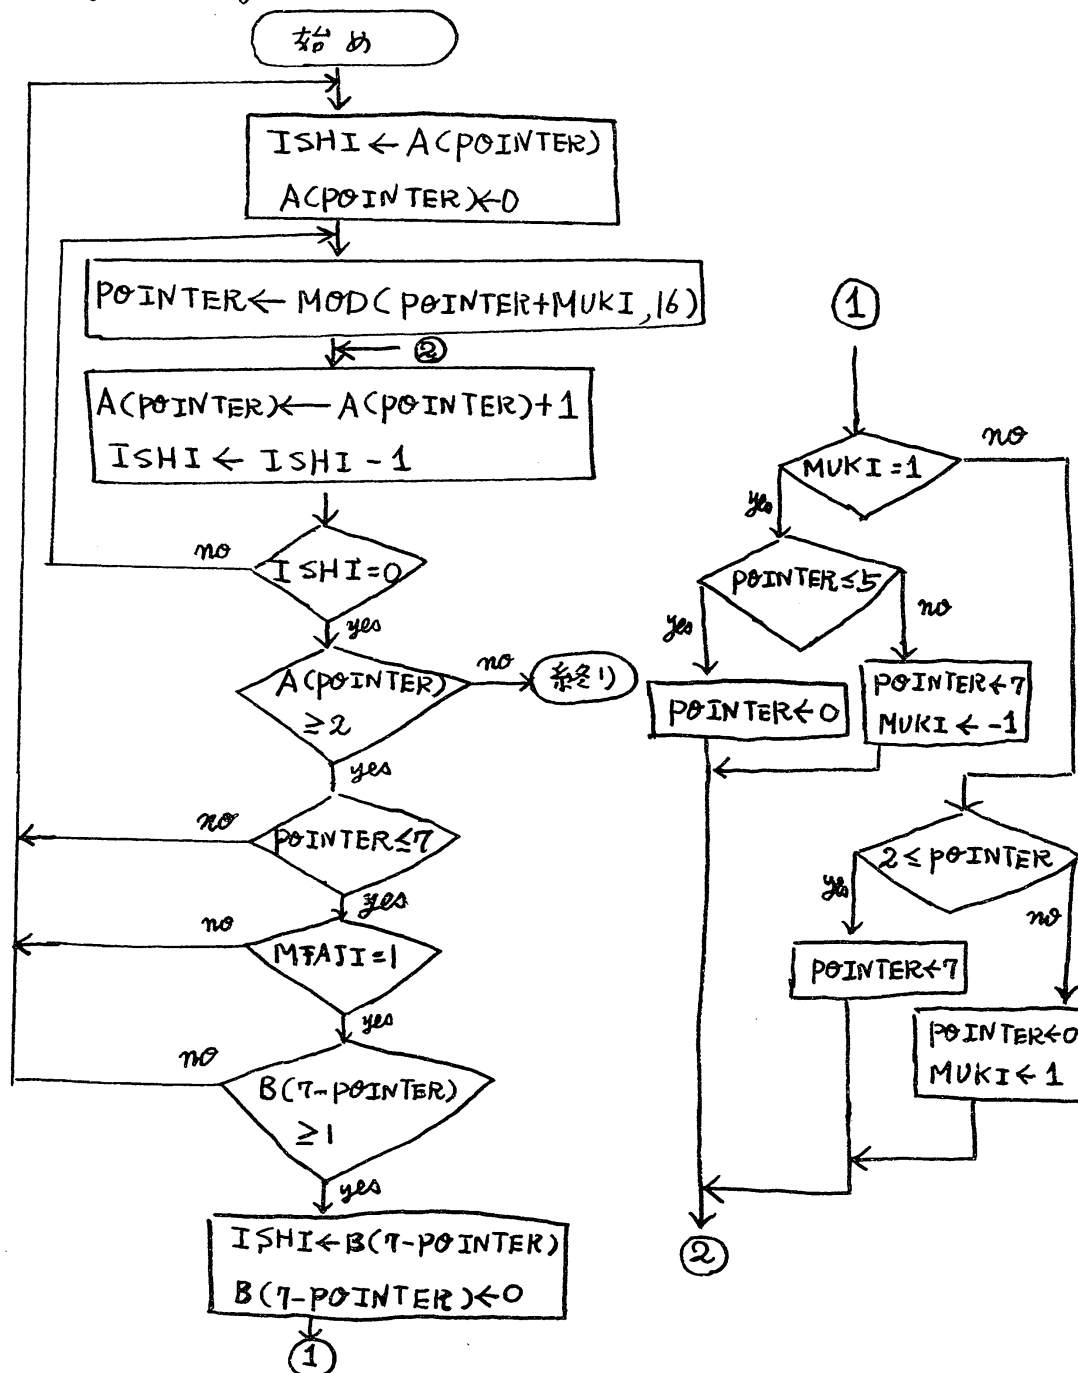 始め
ISHI←A(POINTER)
A(POINTER)←0
POINTER←MOD(POINTER+MUKI,16)
②
A(POINTER)←A(POINTER)+1
ISHI←ISHI-1
no
ISHI=0
yes
A(POINTER)
≥2
no
終り
yes
no
POINTER≤7
yes
no
MTAJI=1
yes
no
B(7-POINTER)
≥1
yes
ISHI←B(7-POINTER)
B(7-POINTER)←0
①
①
MUKI=1
no
yes
POINTER≤5
yes
no
POINTER←0
POINTER←7
MUKI←-1
2≤POINTER
yes
no
POINTER←7
POINTER←0
MUKI←1
②